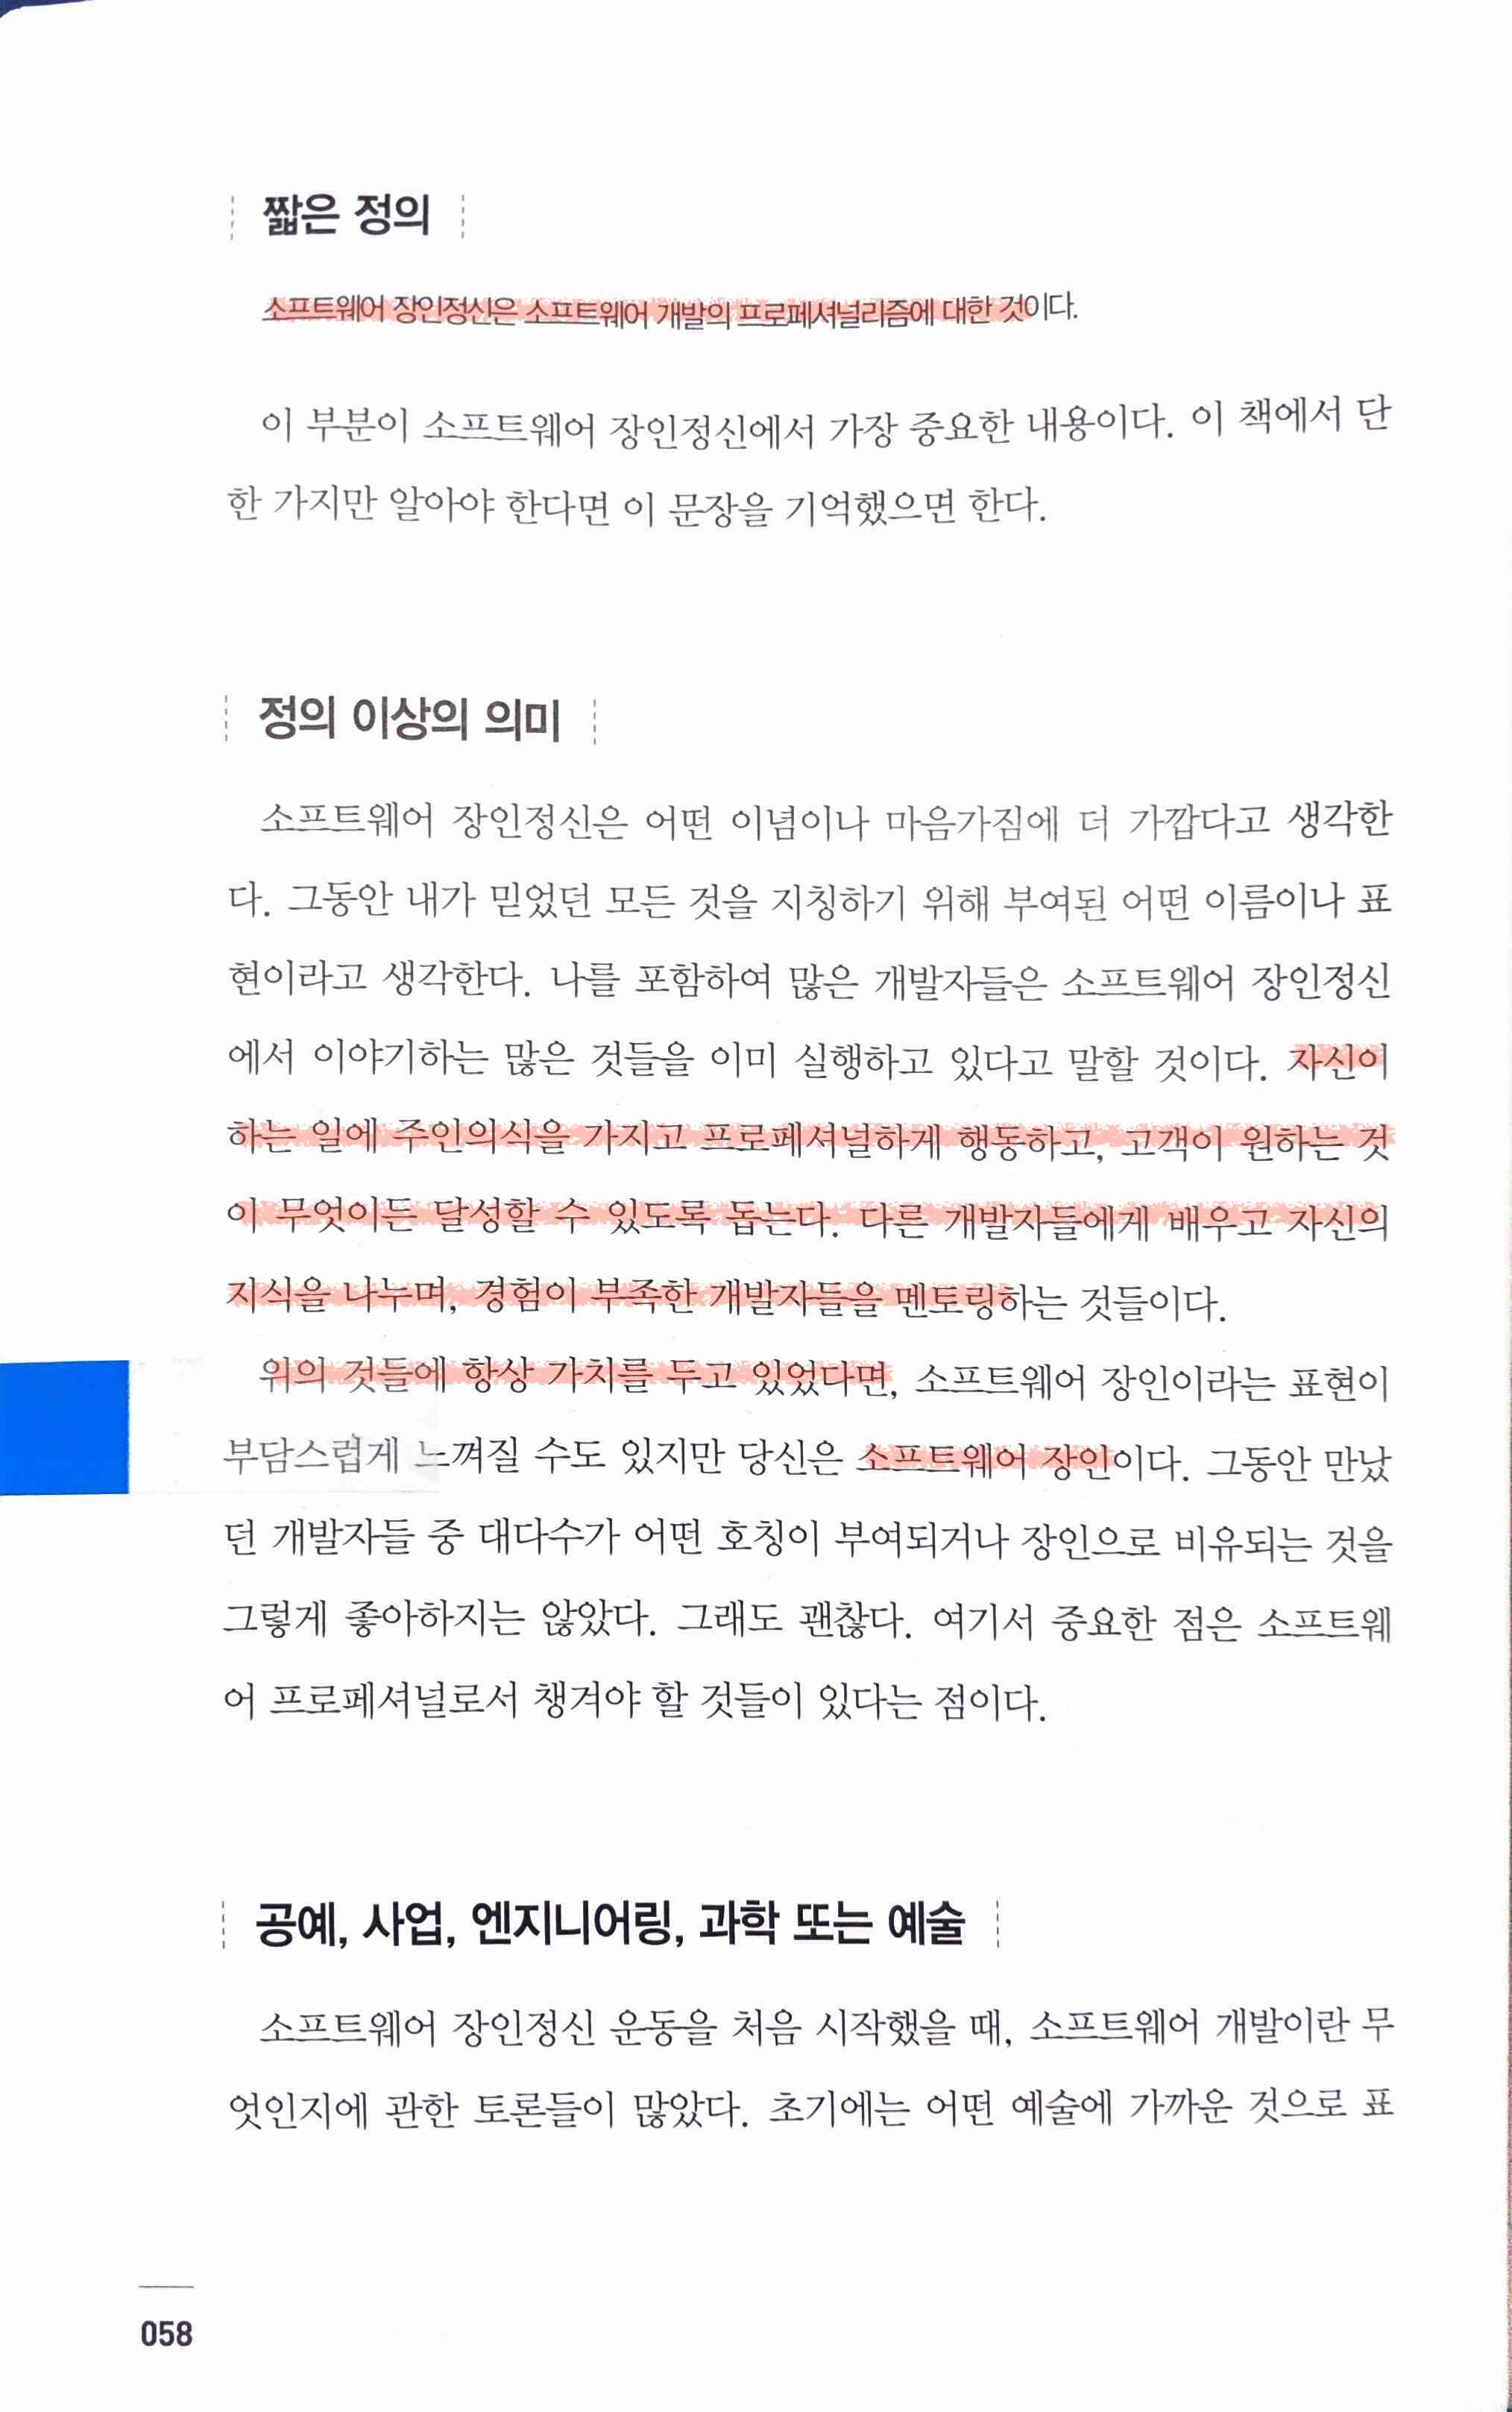 짧은 정의
소프트웨어 장인정신은 소프트웨어 개발의 프로페셔널리즘에 대한 것이다.
이 부분이 소프트웨어 장인정신에서 가장 중요한 내용이다. 이 책에서 단
한 가지만 알아야 한다면 이 문장을 기억했으면 한다.
정의 이상의 의미
소프트웨어 장인정신은 어떤 이념이나 마음가짐에 더 가깝다고 생각한
다. 그동안 내가 믿었던 모든 것을 지칭하기 위해 부여된 어떤 이름이나 표
현이라고 생각한다. 나를 포함하여 많은 개발자들은 소프트웨어 장인정신
에서 이야기하는 많은 것들을 이미 실행하고 있다고 말할 것이다. 자신이
하는 일에 주인의식을 가지고 프로페셔널하게 행동하고, 고객이 원하는 것
이 무엇이든 달성할 수 있도록 돕는다. 다른 개발자들에게 배우고 자신의
지식을 나누며, 경험이 부족한 개발자들을 멘토링하는 것들이다.
위의 것들에 항상 가치를 두고 있었다면, 소프트웨어 장인이라는 표현이
부담스럽게 느껴질 수도 있지만 당신은 소프트웨어 장인이다. 그동안 만났
던 개발자들 중 대다수가 어떤 호칭이 부여되거나 장인으로 비유되는 것을
그렇게 좋아하지는 않았다. 그래도 괜찮다. 여기서 중요한 점은 소프트웨
어 프로페셔널로서 챙겨야 할 것들이 있다는 점이다.
공예, 사업, 엔지니어링, 과학 또는 예술
소프트웨어 장인정신 운동을 처음 시작했을 때, 소프트웨어 개발이란 무
엇인지에 관한 토론들이 많았다. 초기에는 어떤 예술에 가까운 것으로 표
058